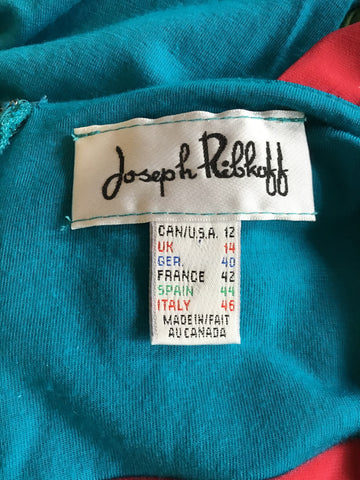 Joseph Ribkoff
CAN/U.S.A. 12
UK 14
GER. 40
FRANCE 42
SPAIN 44
ITALY 46
MADE IN/FAIT
AU CANADA